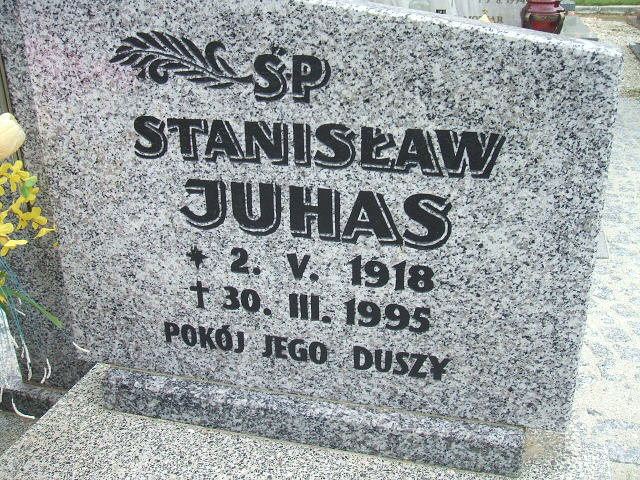 ŚP
STANISŁAW
JUHAS
* 2. V. 1918
† 30. III. 1995
POKÓJ JEGO DUSZY